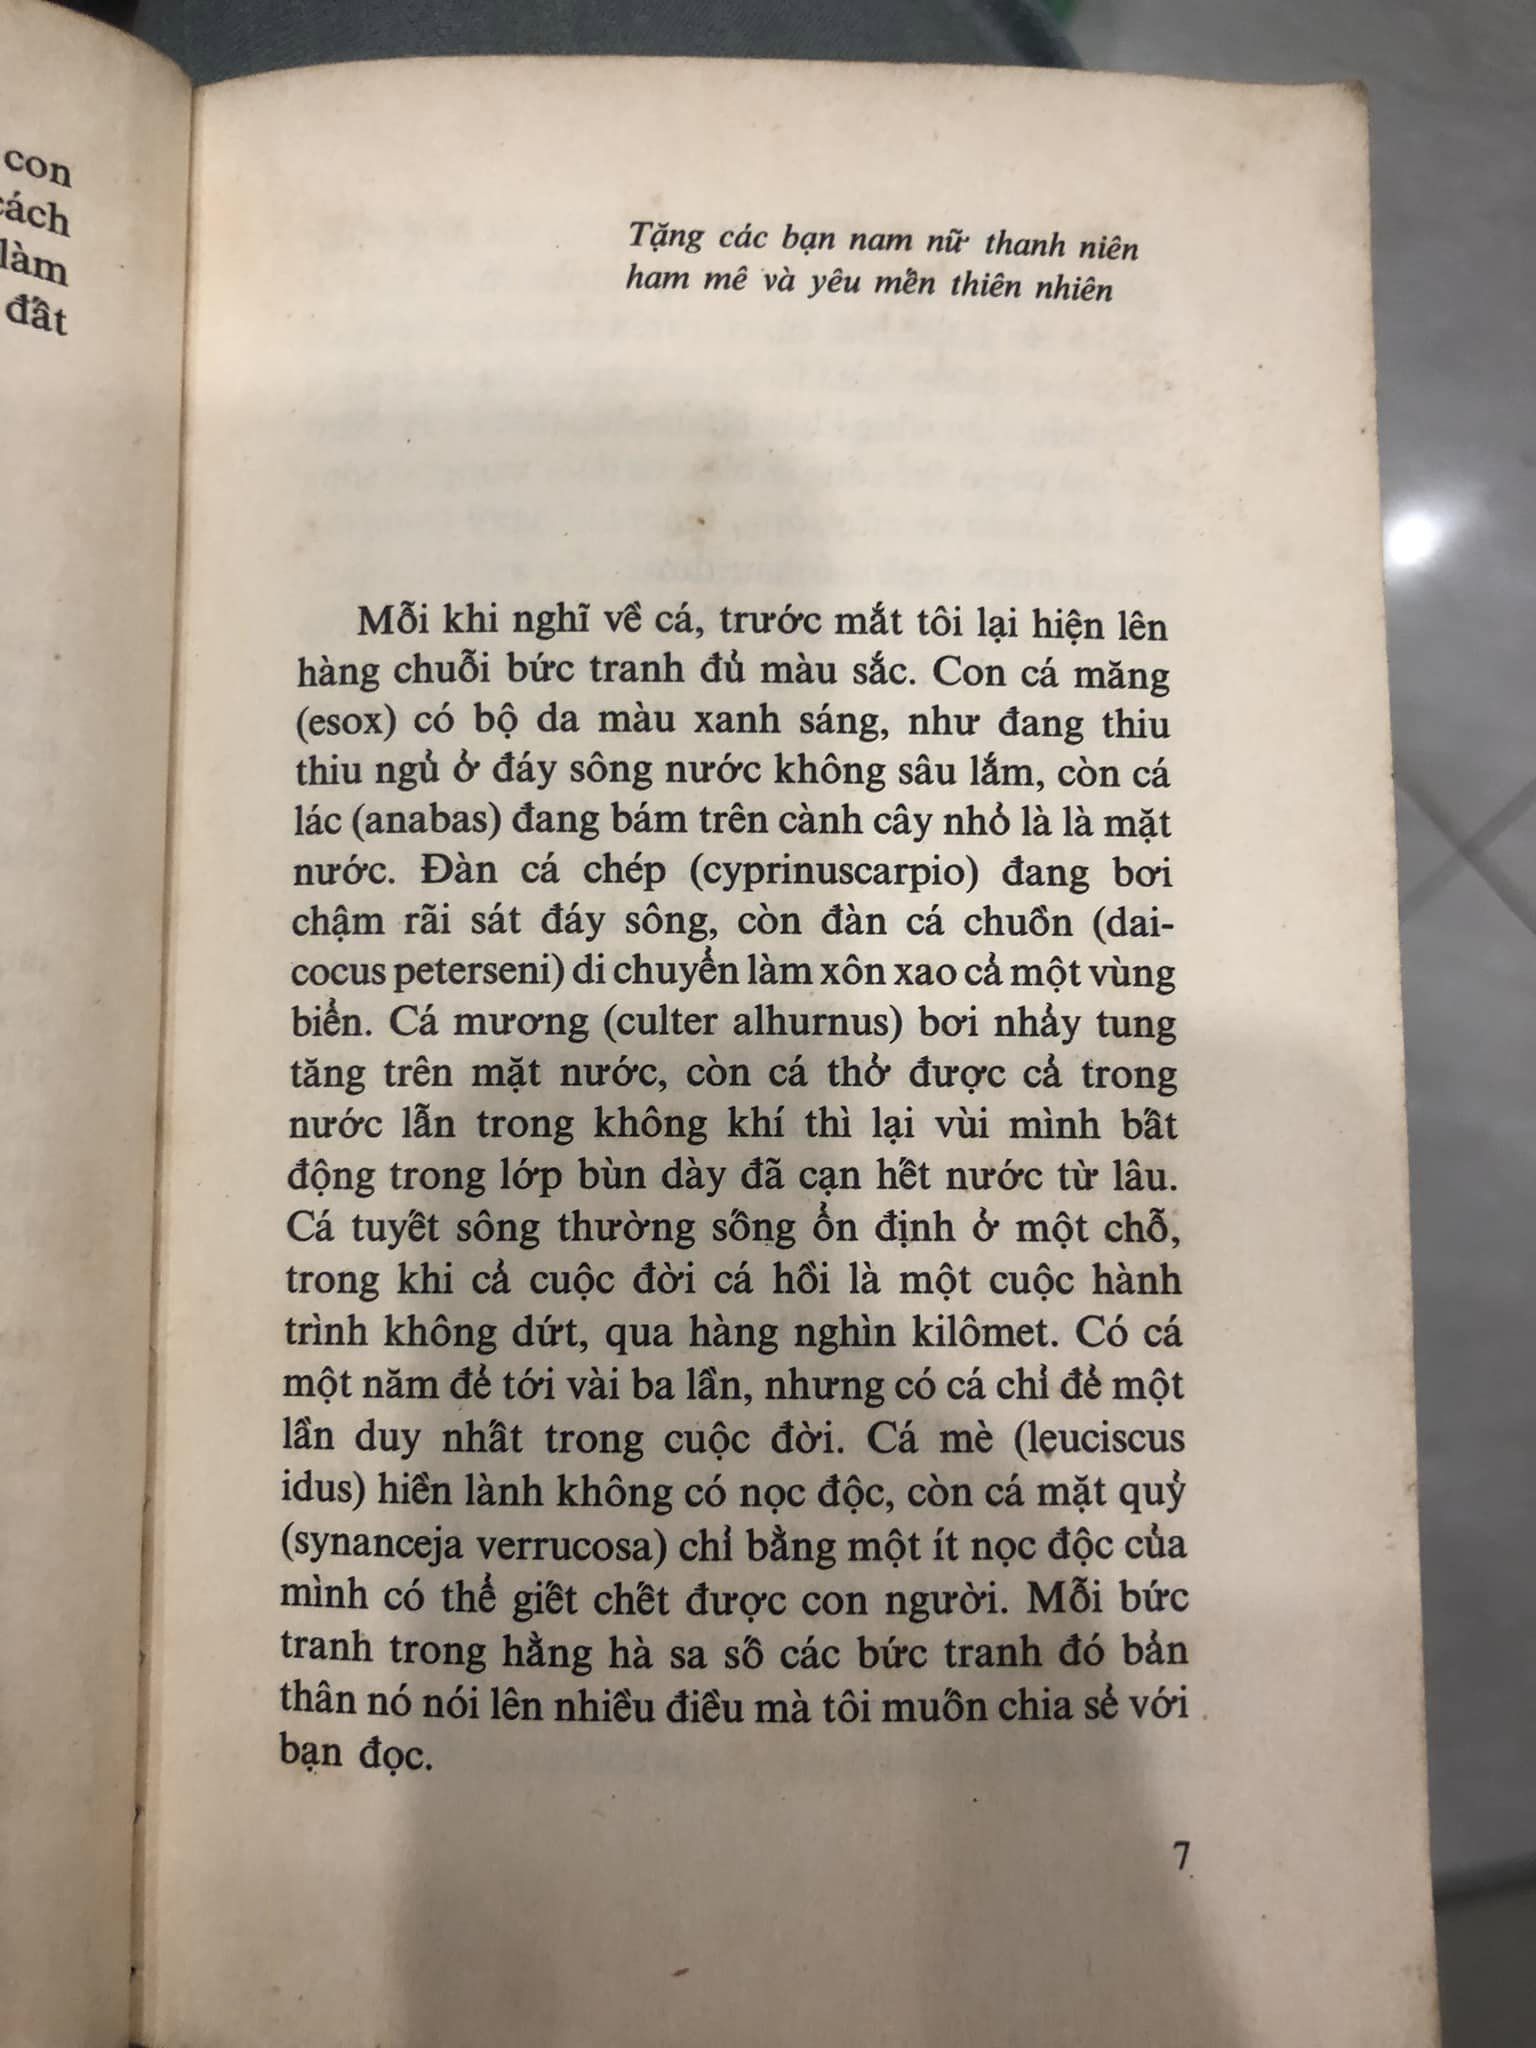 con
cách
làm
đất
Tặng các bạn nam nữ thanh niên
ham mê và yêu mến thiên nhiên
Mỗi khi nghĩ về cá, trước mắt tôi lại hiện lên
hàng chuỗi bức tranh đủ màu sắc. Con cá măng
(esox) có bộ da màu xanh sáng, như đang thiu
thiu ngủ ở đáy sông nước không sâu lắm, còn cá
lác (anabas) đang bám trên cành cây nhỏ là là mặt
nước. Đàn cá chép (cyprinuscarpio) đang bơi
chậm rãi sát đáy sông, còn đàn cá chuồn (dai-
cocus peterseni) di chuyển làm xôn xao cả một vùng
biển. Cá mương (culter alhurnus) bơi nhảy tung
tăng trên mặt nước, còn cá thở được cả trong
nước lẫn trong không khí thì lại vùi mình bất
động trong lớp bùn dày đã cạn hết nước từ lâu.
Cá tuyết sông thường sống ổn định ở một chỗ,
trong khi cả cuộc đời cá hồi là một cuộc hành
trình không dứt, qua hàng nghìn kilômet. Có cá
một năm đẻ tới vài ba lần, nhưng có cá chỉ đẻ một
lần duy nhất trong cuộc đời. Cá mè (leuciscus
idus) hiền lành không có nọc độc, còn cá mặt quỷ
(synanceja verrucosa) chỉ bằng một ít nọc độc của
mình có thể giết chết được con người. Mỗi bức
tranh trong hằng hà sa số các bức tranh đó bản
thân nó nói lên nhiều điều mà tôi muốn chia sẻ với
bạn đọc.
7